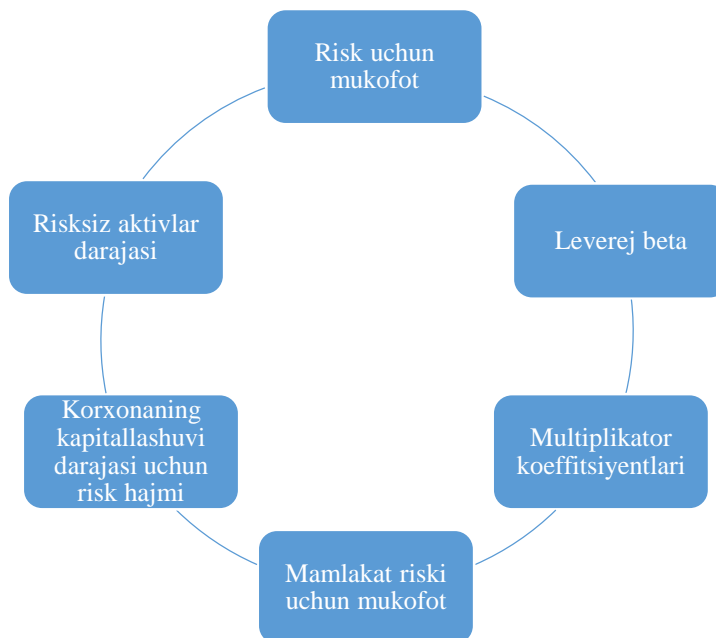 Risk uchun
mukofot
Leverej beta
Multiplikator
koeffitsiyentlari
Mamlakat riski
uchun mukofot
Korxonaning
kapitallashuvi
darajasi uchun
risk hajmi
Risksiz aktivlar
darajasi